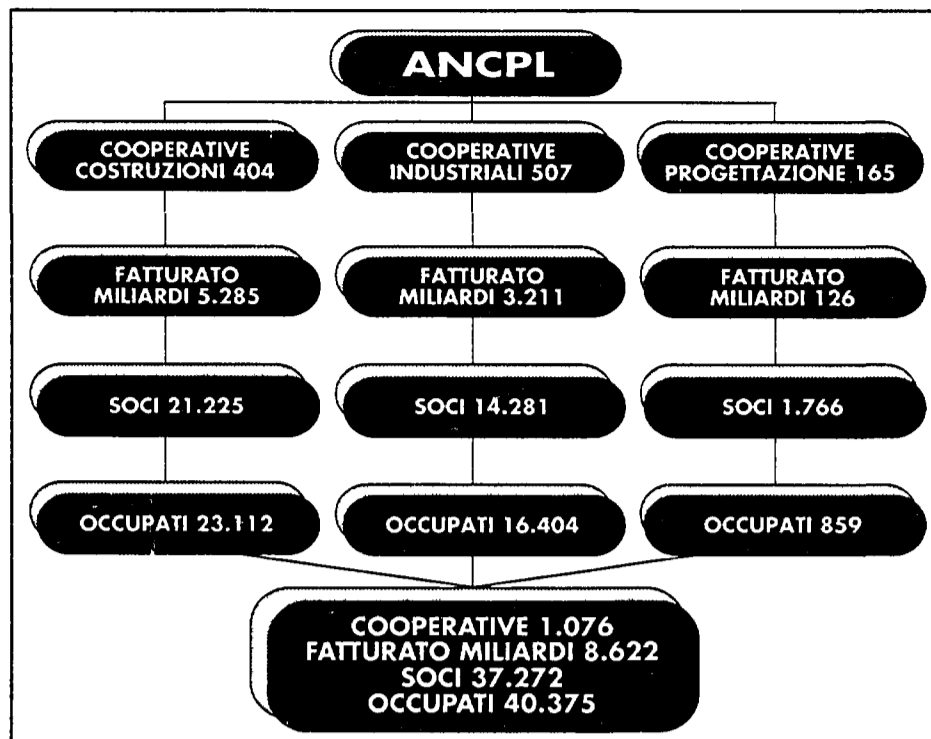 ANCPL
COOPERATIVE
COSTRUZIONI 404
COOPERATIVE
INDUSTRIALI 507
COOPERATIVE
PROGETTAZIONE 165
FATTURATO
MILIARDI 5.285
FATTURATO
MILIARDI 3.211
FATTURATO
MILIARDI 126
SOCI 21.225
SOCI 14.281
SOCI 1.766
OCCUPATI 23.112
OCCUPATI 16.404
OCCUPATI 859
COOPERATIVE 1.076
FATTURATO MILIARDI 8.622
SOCI 37.272
OCCUPATI 40.375